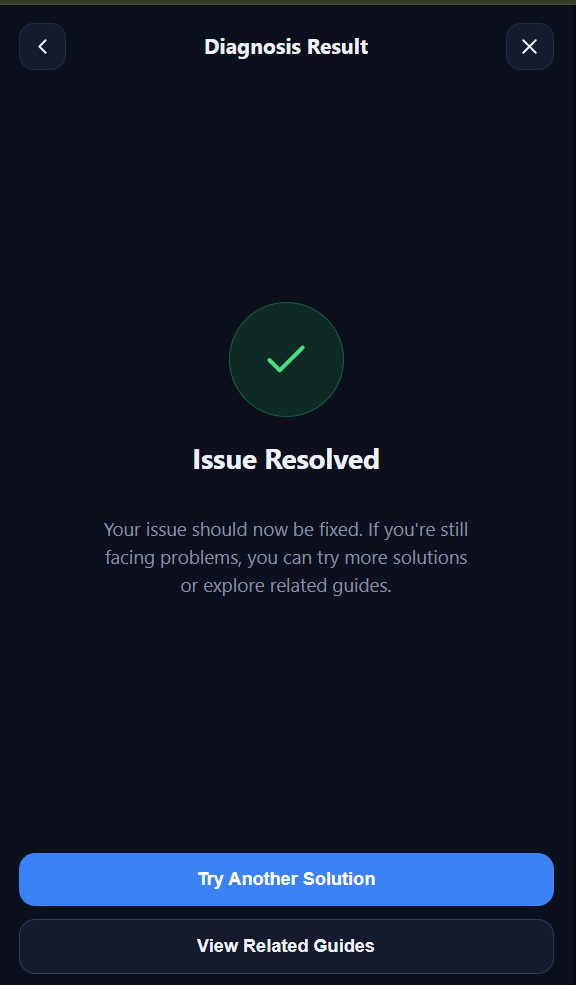 Diagnosis Result
Issue Resolved
Your issue should now be fixed. If you're still
facing problems, you can try more solutions
or explore related guides.
Try Another Solution
View Related Guides